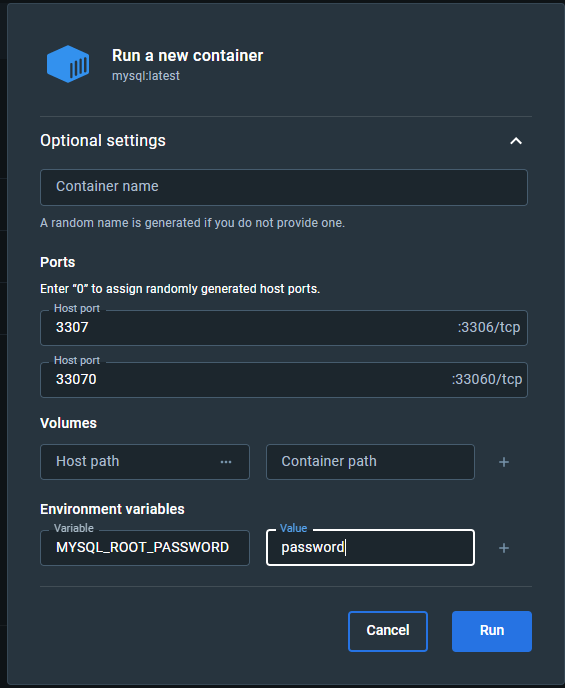 Run a new container
mysql:latest
Optional settings
Container name
A random name is generated if you do not provide one.
Ports
Enter “0” to assign randomly generated host ports.
Host port
3307 :3306/tcp
Host port
33070 :33060/tcp
Volumes
Host path ··· Container path +
Environment variables
Variable Value
MYSQL_ROOT_PASSWORD password +
Cancel Run